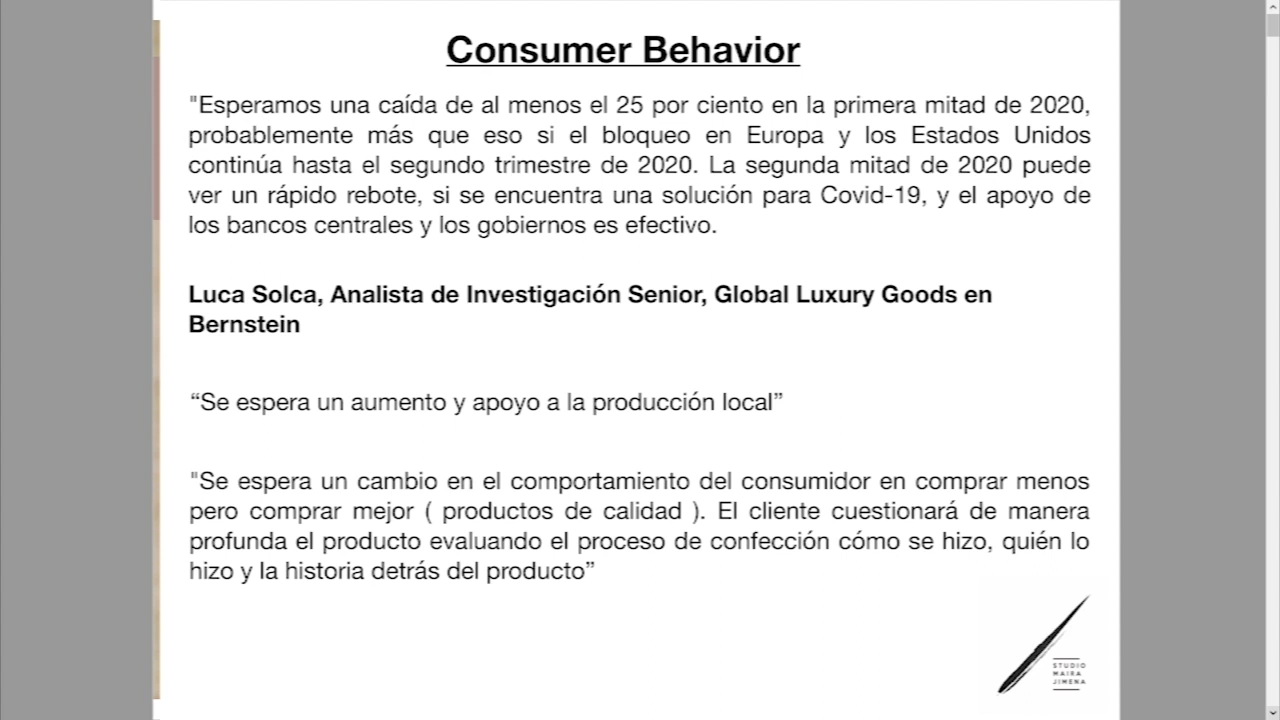 Consumer Behavior
"Esperamos una caída de al menos el 25 por ciento en la primera mitad de 2020,
probablemente más que eso si el bloqueo en Europa y los Estados Unidos
continúa hasta el segundo trimestre de 2020. La segunda mitad de 2020 puede
ver un rápido rebote, si se encuentra una solución para Covid-19, y el apoyo de
los bancos centrales y los gobiernos es efectivo.
Luca Solca, Analista de Investigación Senior, Global Luxury Goods en
Bernstein
“Se espera un aumento y apoyo a la producción local”
"Se espera un cambio en el comportamiento del consumidor en comprar menos
pero comprar mejor ( productos de calidad ). El cliente cuestionará de manera
profunda el producto evaluando el proceso de confección cómo se hizo, quién lo
hizo y la historia detrás del producto”
STUDIO
MAIRA
JIMENA